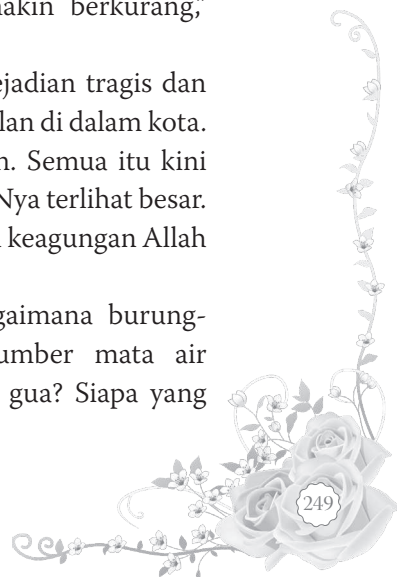 makin berkurang,"
ejadian tragis dan
lan di dalam kota.
Semua itu kini
Nya terlihat besar.
keagungan Allah
gaimana burung-
umber mata air
gua? Siapa yang
249